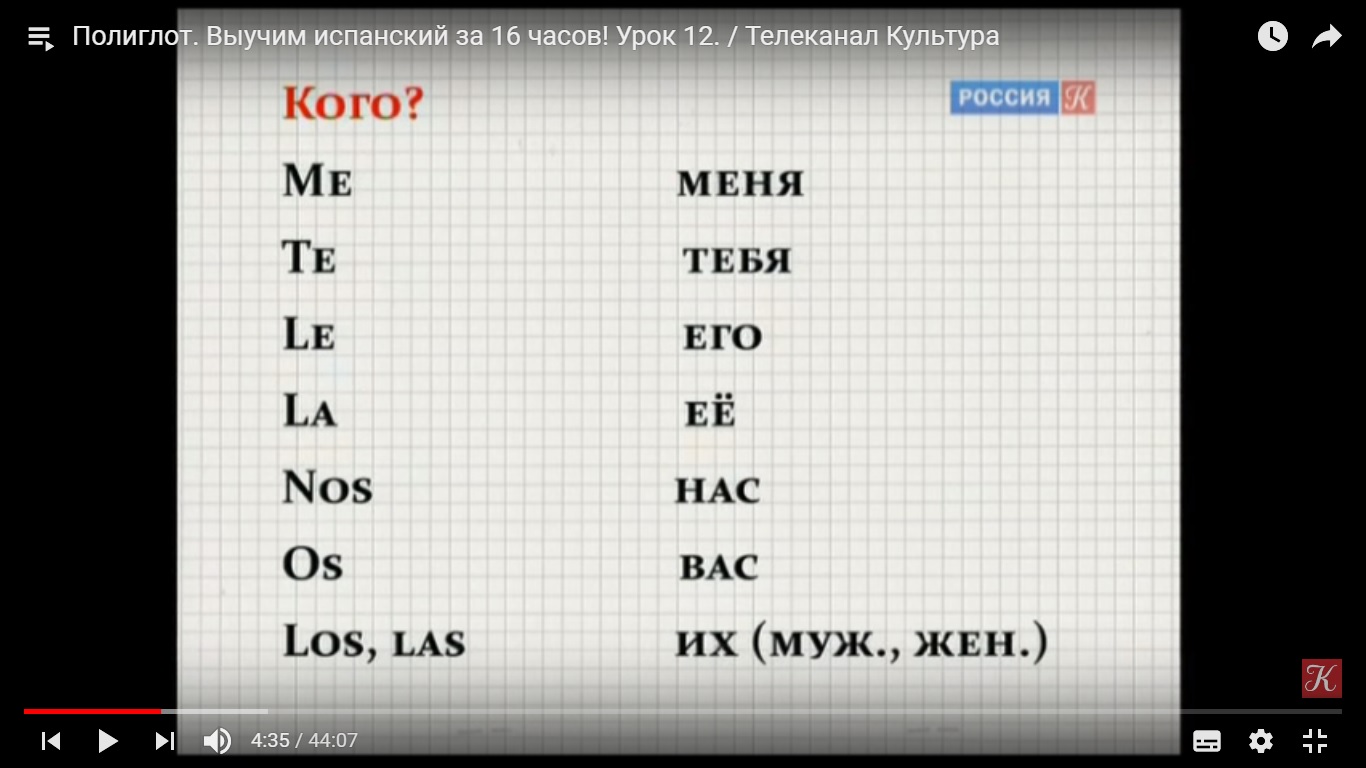 Полиглот. Выучим испанский за 16 часов! Урок 12. / Телеканал Культура
Кого?
РОССИЯ К
Me меня
Te тебя
Le его
La её
Nos нас
Os вас
Los, las их (муж., жен.)
К
4:35 / 44:07